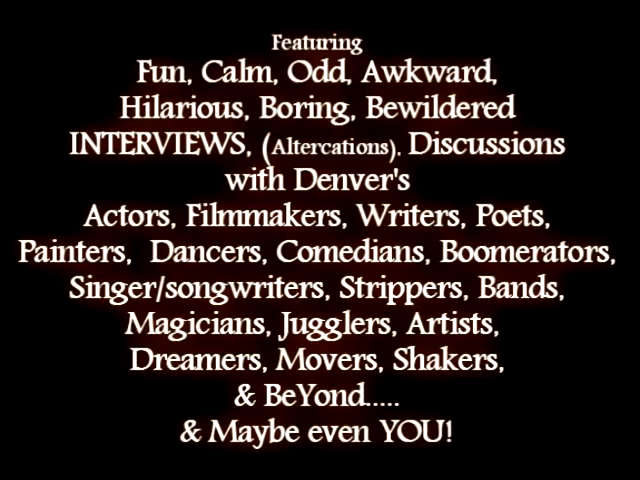 Featuring
Fun, Calm, Odd, Awkward,
Hilarious, Boring, Bewildered
INTERVIEWS, (Altercations), Discussions
with Denver's
Actors, Filmmakers, Writers, Poets,
Painters, Dancers, Comedians, Boomerators,
Singer/songwriters, Strippers, Bands,
Magicians, Jugglers, Artists,
Dreamers, Movers, Shakers,
& BeYond.....
& Maybe even YOU!